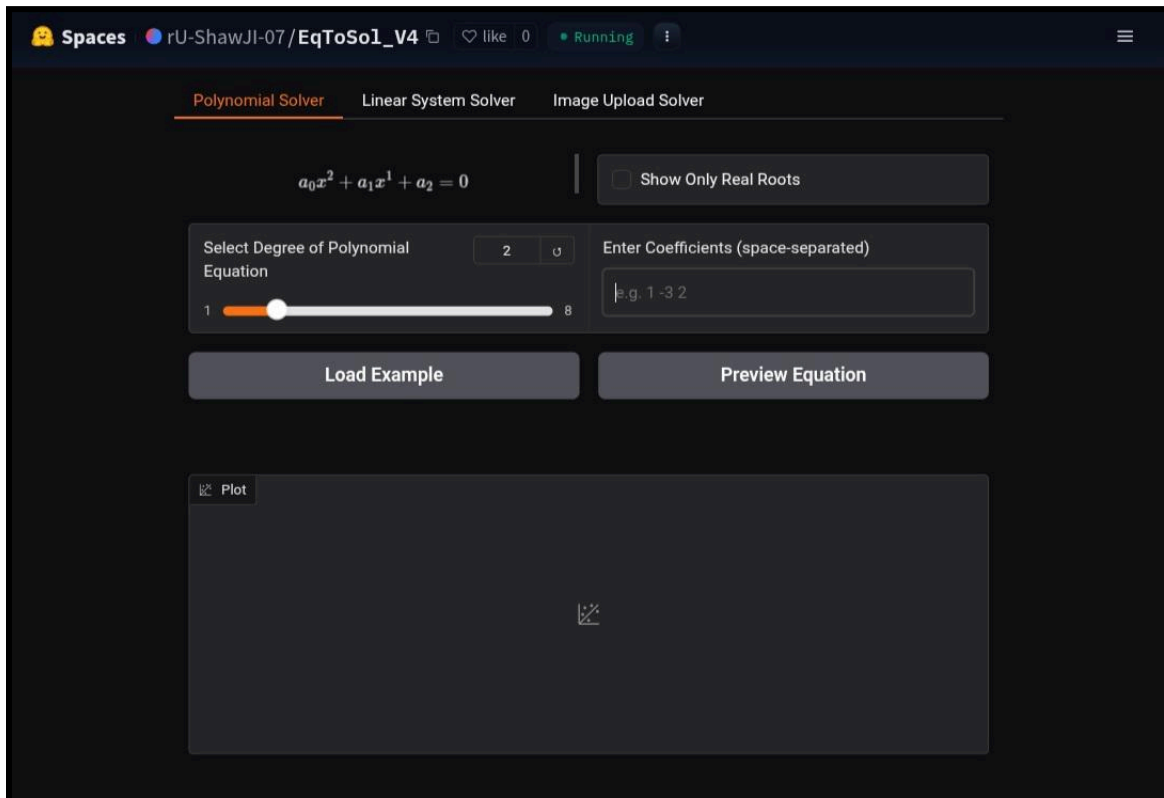 Spaces rU-ShawJI-07/EqToSol_V4 like 0 Running
Polynomial Solver Linear System Solver Image Upload Solver
a₀x² + a₁x¹ + a₂ = 0
Show Only Real Roots
Select Degree of Polynomial Equation
2
1
8
Enter Coefficients (space-separated)
e.g. 1 -3 2
Load Example
Preview Equation
Plot